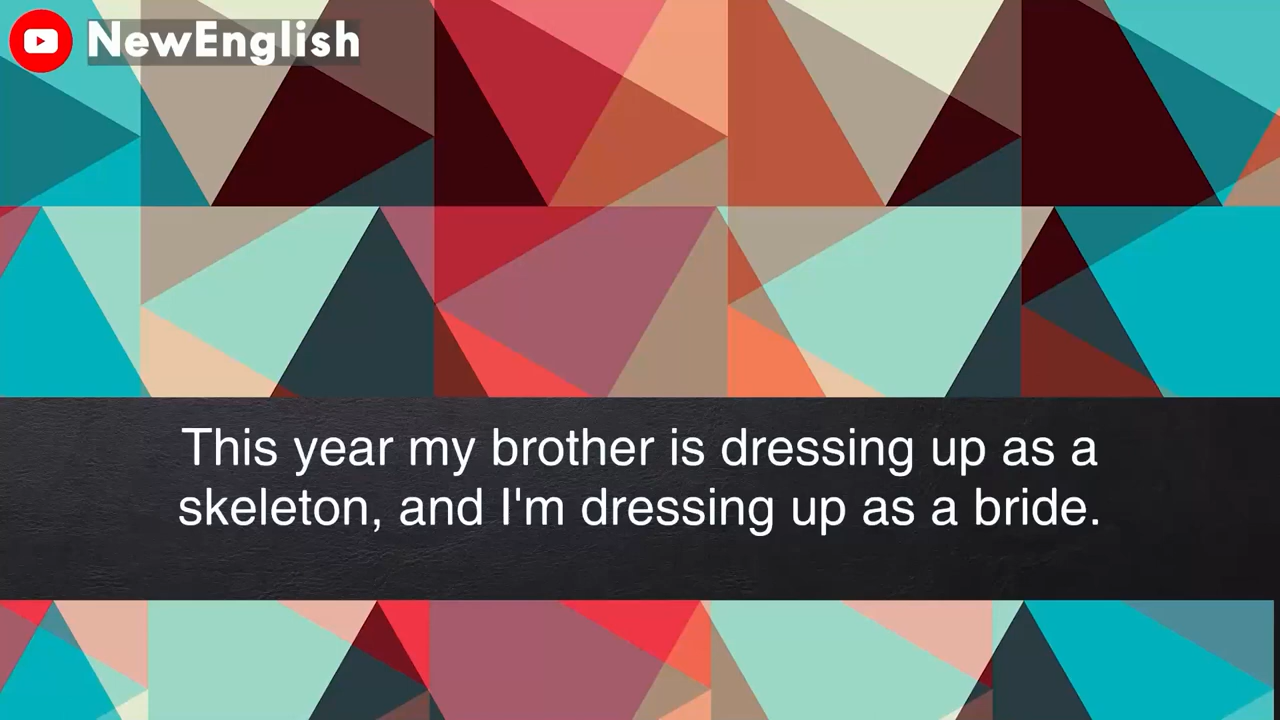 NewEnglish
This year my brother is dressing up as a
skeleton, and I'm dressing up as a bride.